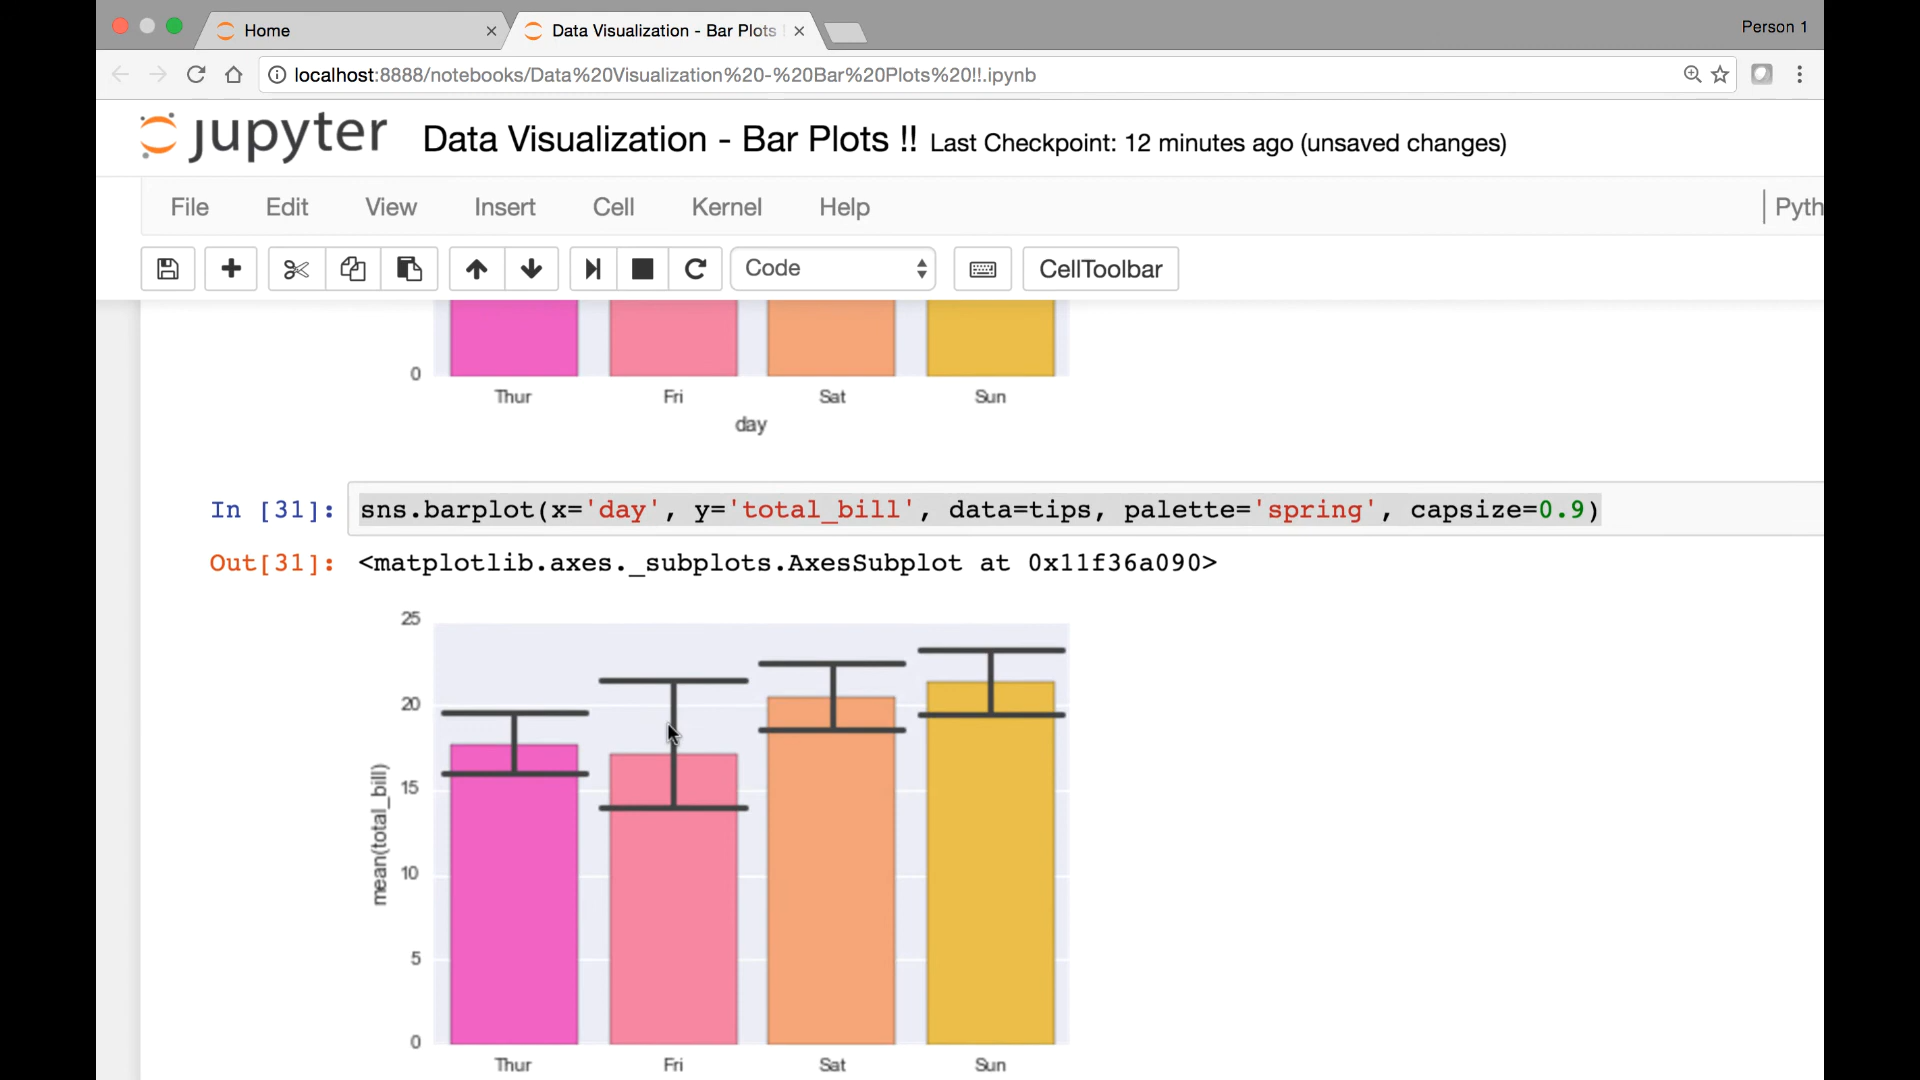 Home
Data Visualization - Bar Plots
Person 1
localhost:8888/notebooks/Data%20Visualization%20-%20Bar%20Plots%20!!.ipynb
jupyter Data Visualization - Bar Plots !! Last Checkpoint: 12 minutes ago (unsaved changes)
File Edit View Insert Cell Kernel Help Pyth
Code CellToolbar
0
Thur Fri Sat Sun
day
In [31]: sns.barplot(x='day', y='total_bill', data=tips, palette='spring', capsize=0.9)
Out[31]: <matplotlib.axes._subplots.AxesSubplot at 0x11f36a090>
25
20
15
10
5
0
mean(total_bill)
Thur Fri Sat Sun